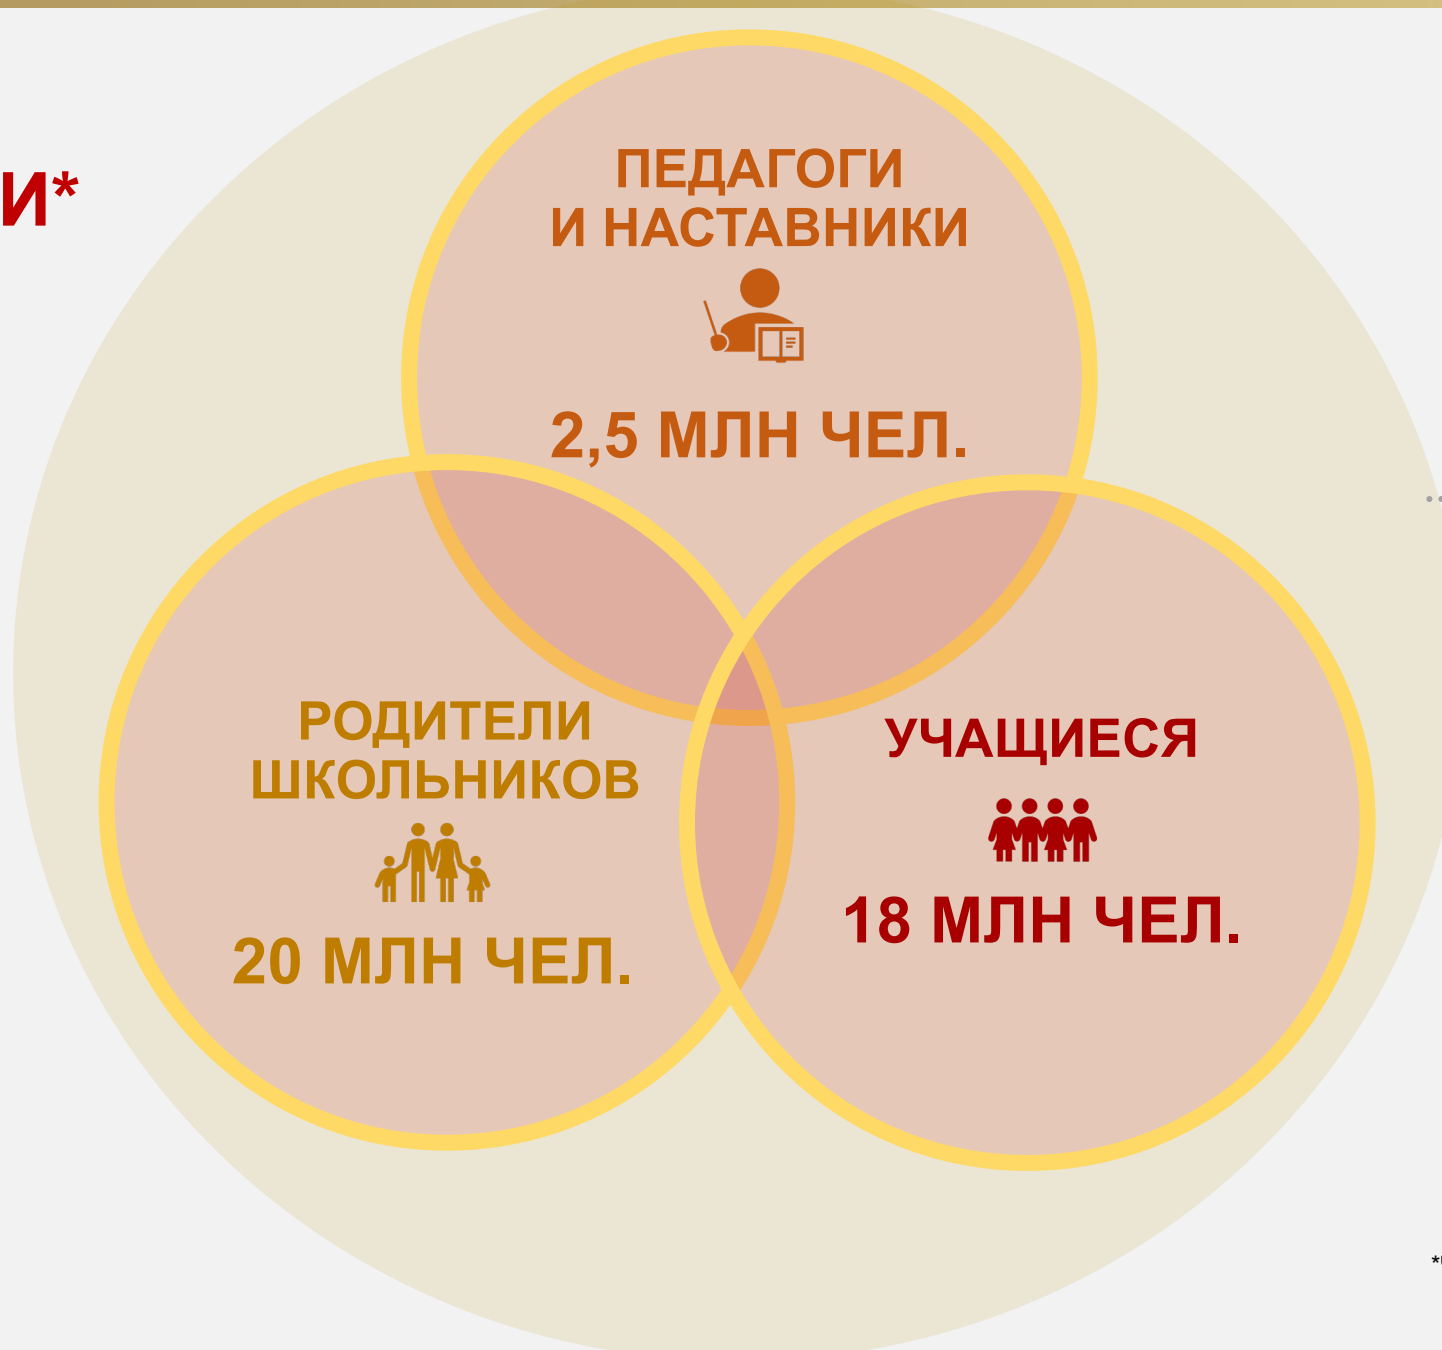 И*
ПЕДАГОГИ
И НАСТАВНИКИ
2,5 МЛН ЧЕЛ.
РОДИТЕЛИ
ШКОЛЬНИКОВ
20 МЛН ЧЕЛ.
УЧАЩИЕСЯ
18 МЛН ЧЕЛ.